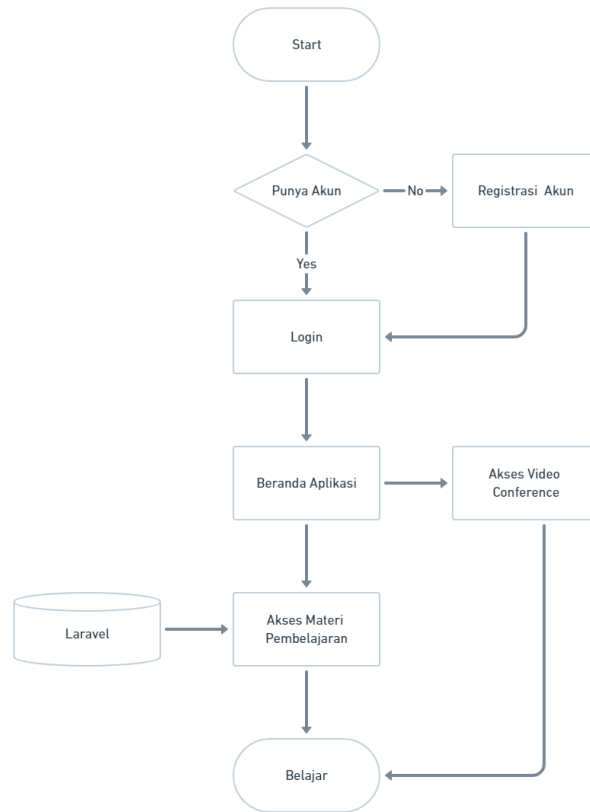 Start
Punya Akun
No
Registrasi Akun
Yes
Login
Beranda Aplikasi
Akses Video
Conference
Laravel
Akses Materi
Pembelajaran
Belajar